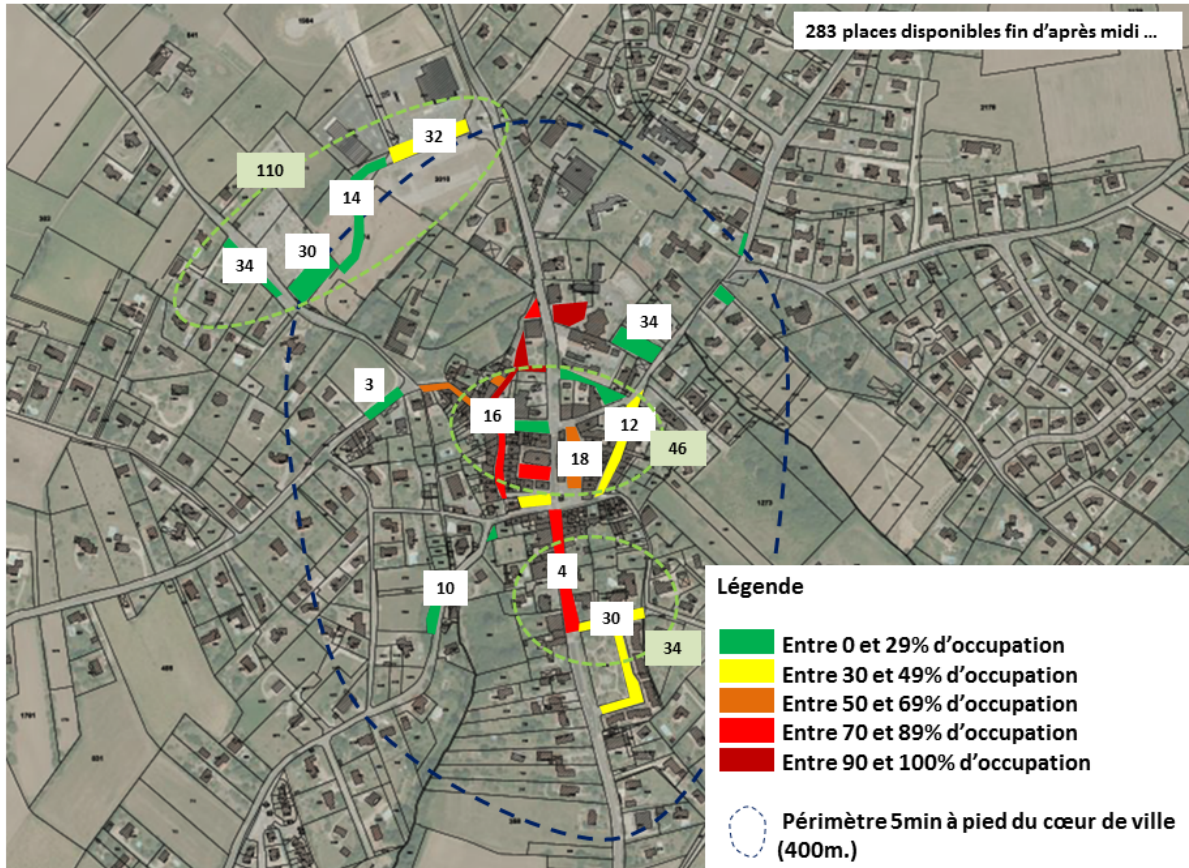 283 places disponibles fin d'après midi ...
32
110
14
30
34
34
3
16
12
18
46
4
10
30
34
Légende
Entre 0 et 29% d'occupation
Entre 30 et 49% d'occupation
Entre 50 et 69% d'occupation
Entre 70 et 89% d'occupation
Entre 90 et 100% d'occupation
Périmètre 5min à pied du cœur de ville
(400m.)